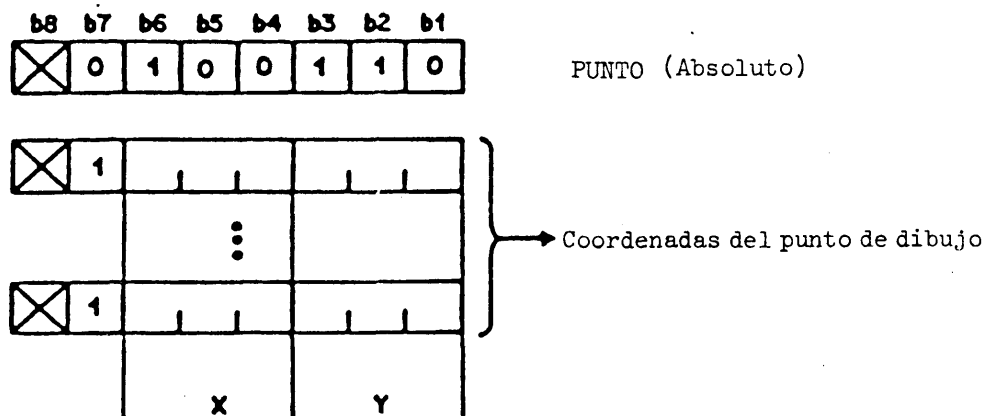 b8 b7 b6 b5 b4 b3 b2 b1
0 1 0 0 1 1 0 PUNTO (Absoluto)
1
Coordenadas del punto de dibujo
1
X Y